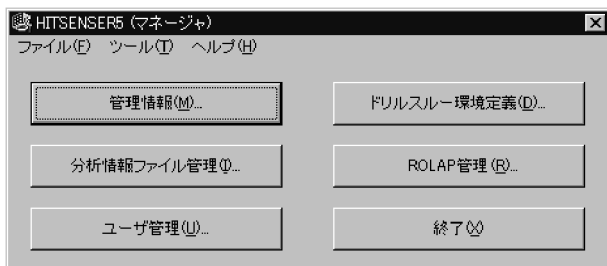 HITSENSER5 (マネージャ)
ファイル(F) ツール(T) ヘルプ(H)
管理情報(M)... ドリルスルー環境定義(D)...
分析情報ファイル管理(I)... ROLAP管理(R)...
ユーザ管理(U)... 終了(X)